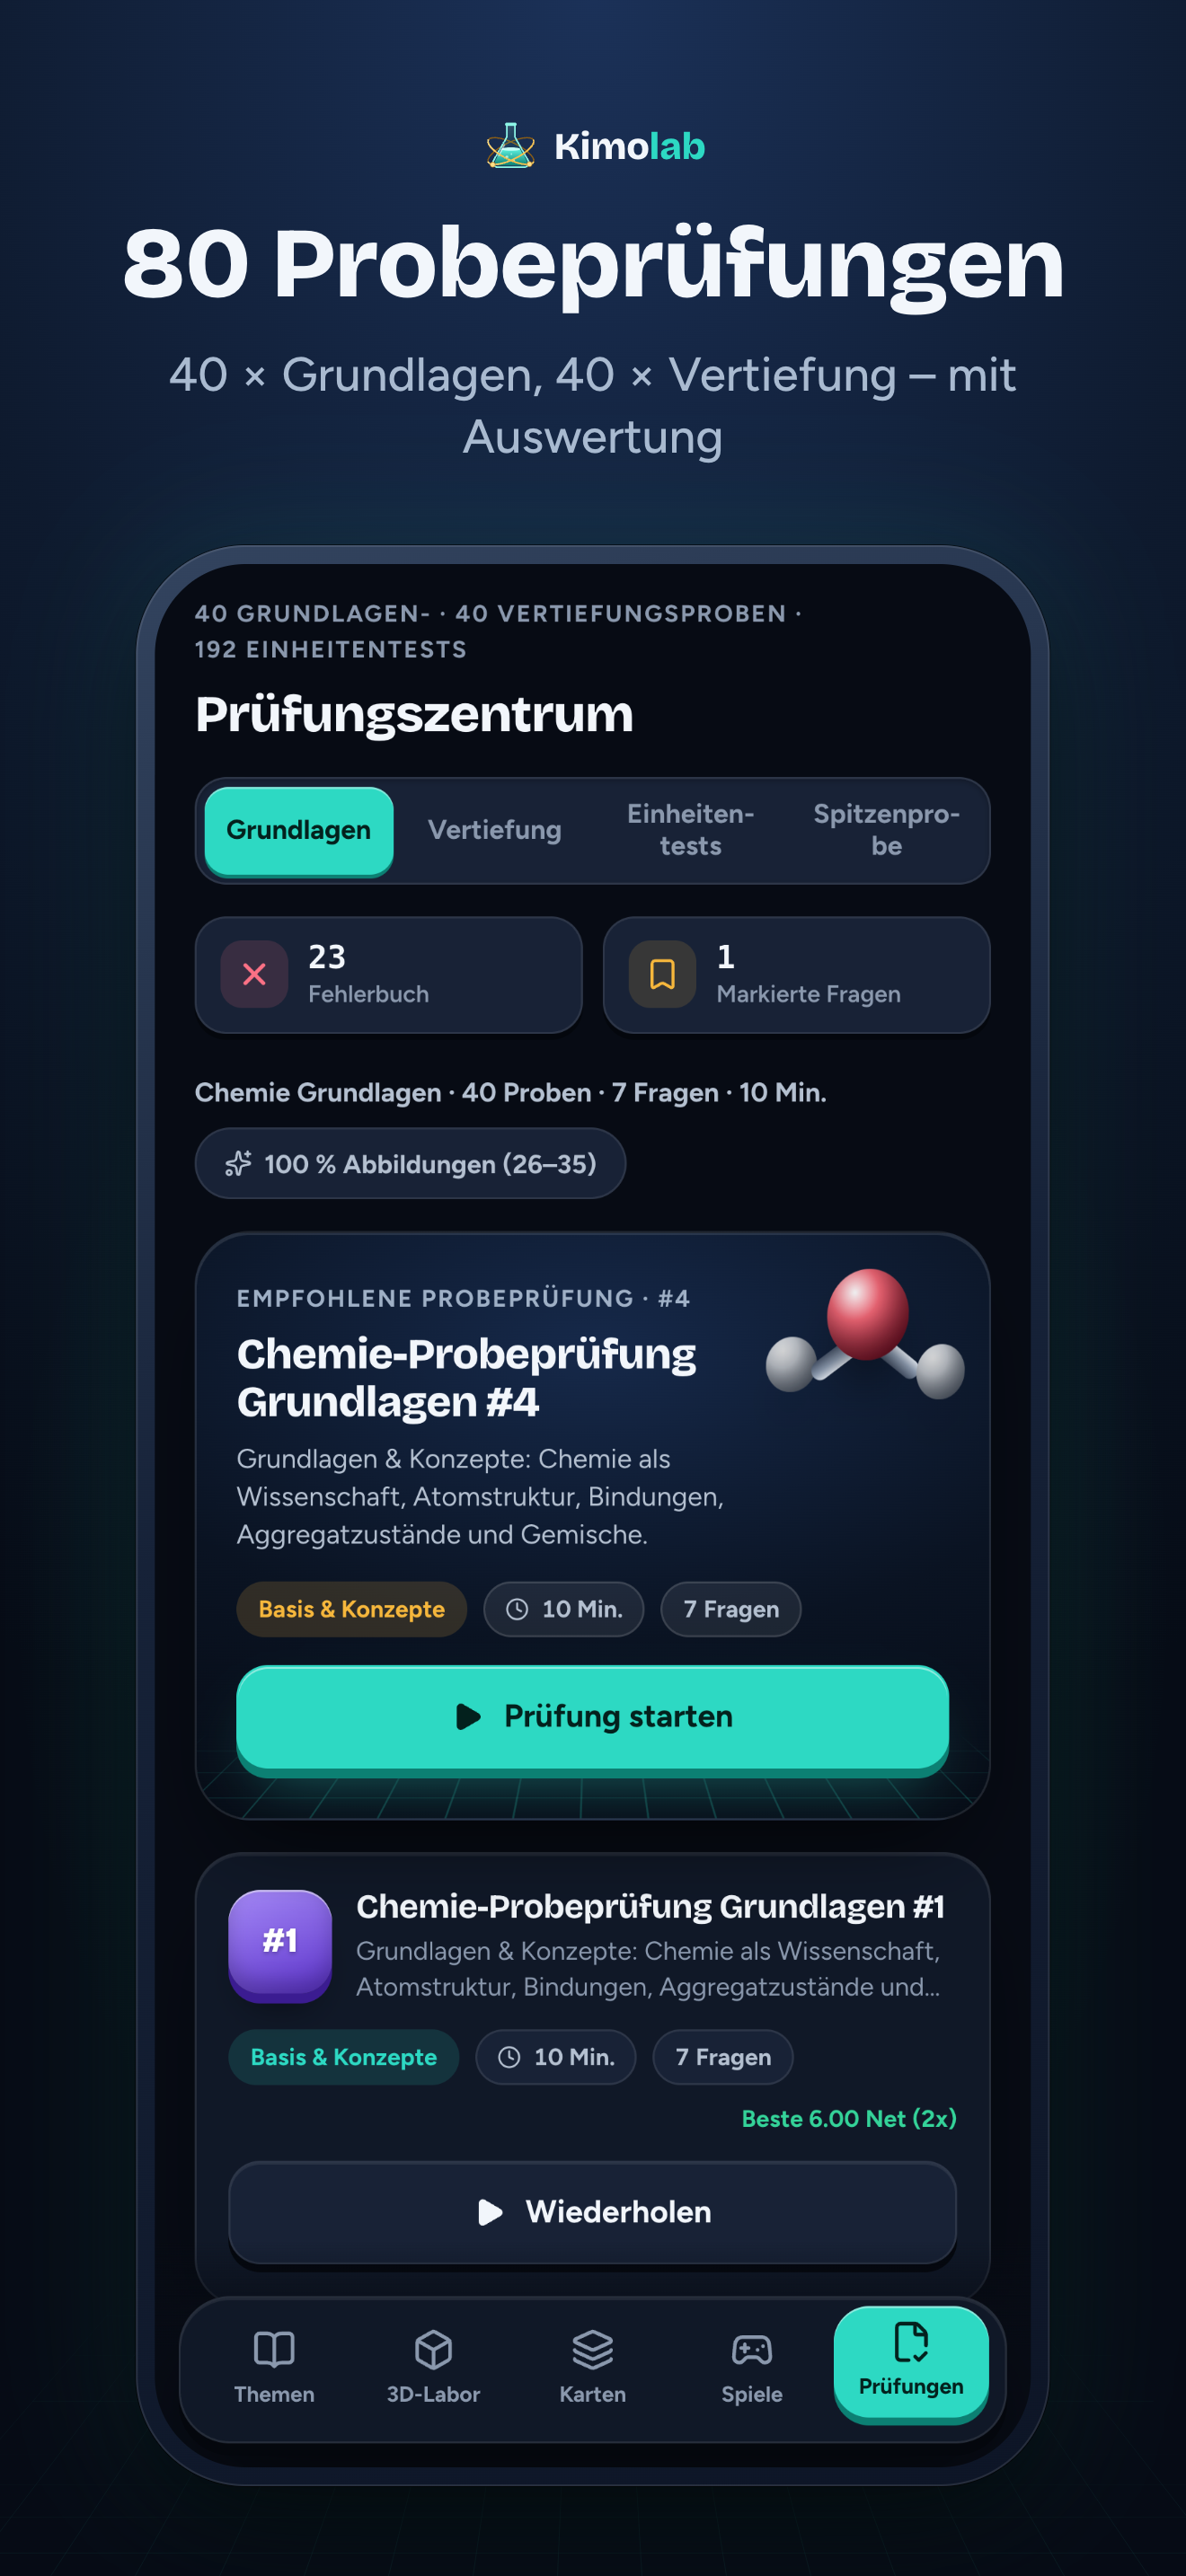 Kimolab
80 Probeprüfungen
40 × Grundlagen, 40 × Vertiefung – mit
Auswertung
40 GRUNDLAGEN- · 40 VERTIEFUNGSPROBEN ·
192 EINHEITENTESTS
Prüfungszentrum
Grundlagen
Vertiefung
Einheiten-
tests
Spitzenpro-
be
23
Fehlerbuch
1
Markierte Fragen
Chemie Grundlagen · 40 Proben · 7 Fragen · 10 Min.
100 % Abbildungen (26–35)
EMPFOHLENE PROBEPRÜFUNG · #4
Chemie-Probeprüfung
Grundlagen #4
Grundlagen & Konzepte: Chemie als
Wissenschaft, Atomstruktur, Bindungen,
Aggregatzustände und Gemische.
Basis & Konzepte
10 Min.
7 Fragen
Prüfung starten
#1
Chemie-Probeprüfung Grundlagen #1
Grundlagen & Konzepte: Chemie als Wissenschaft,
Atomstruktur, Bindungen, Aggregatzustände und...
Basis & Konzepte
10 Min.
7 Fragen
Beste 6.00 Net (2x)
Wiederholen
Themen
3D-Labor
Karten
Spiele
Prüfungen